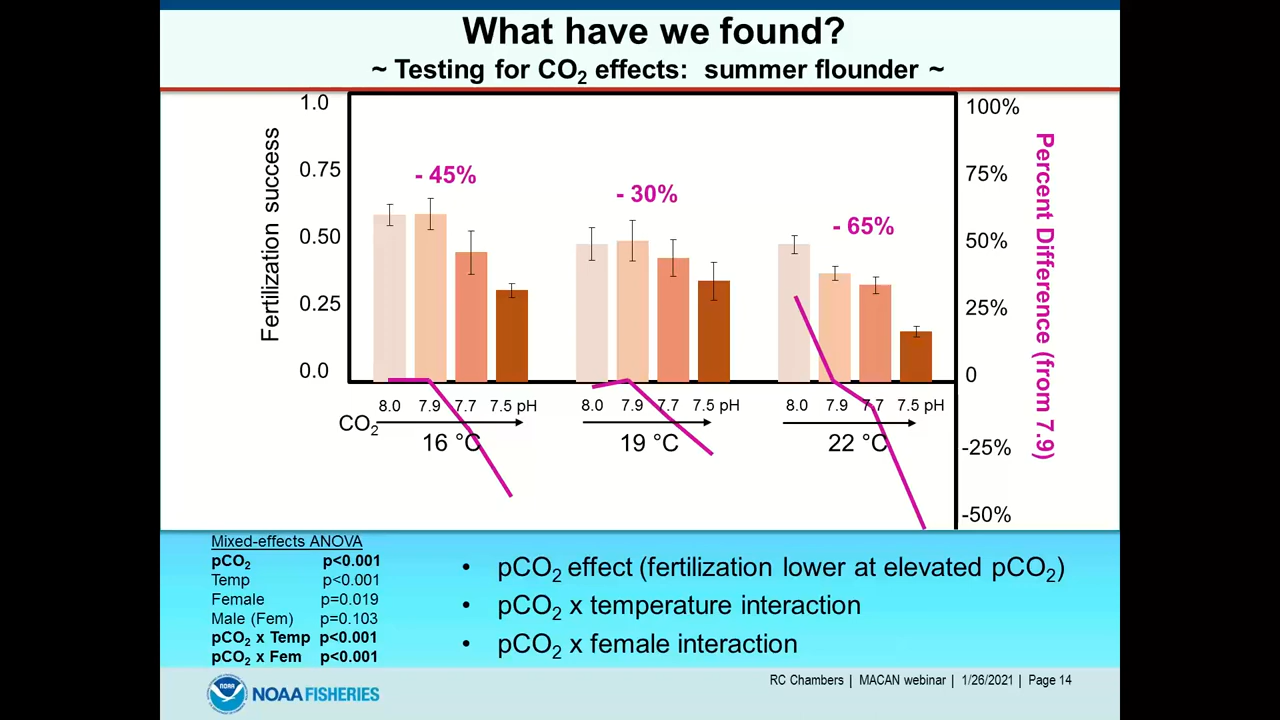 What have we found?
~ Testing for CO2 effects: summer flounder ~
Fertilization success
1.0
0.75
0.50
0.25
0.0
- 45%
- 30%
- 65%
100%
75%
50%
25%
0
-25%
-50%
Percent Difference (from 7.9)
8.0 7.9 7.7 7.5 pH
8.0 7.9 7.7 7.5 pH
8.0 7.9 7.7 7.5 pH
CO2
16 °C
19 °C
22 °C
Mixed-effects ANOVA
pCO2 p<0.001
Temp p<0.001
Female p=0.019
Male (Fem) p=0.103
pCO2 x Temp p<0.001
pCO2 x Fem p<0.001
• pCO2 effect (fertilization lower at elevated pCO2)
• pCO2 x temperature interaction
• pCO2 x female interaction
NOAA
NOAA FISHERIES
RC Chambers | MACAN webinar | 1/26/2021 | Page 14